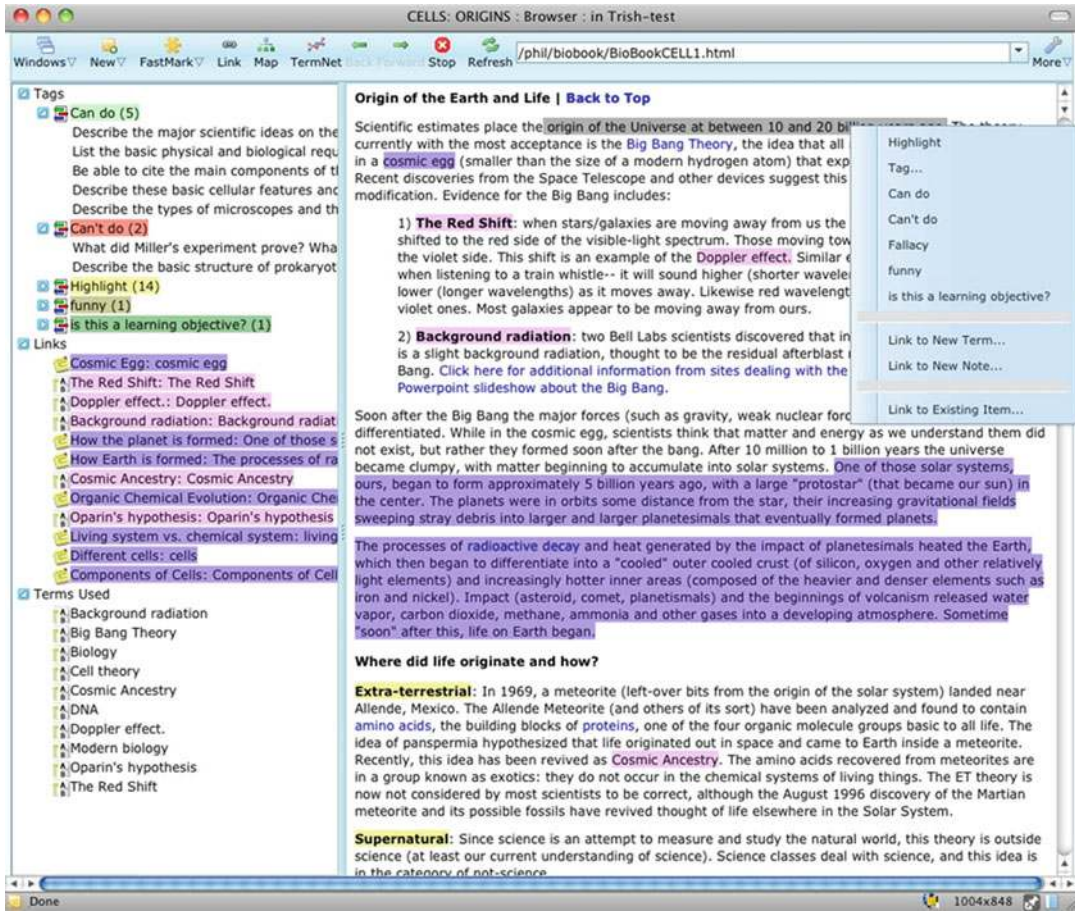 CELLS: ORIGINS : Browser : in Trish-test
Windows New FastMark Link Map TermNet Back Forward Stop Refresh /phil/biobook/BioBookCELL1.html More
Tags
Can do (5)
Describe the major scientific ideas on the
List the basic physical and biological requ
Be able to cite the main components of t
Describe these basic cellular features and
Describe the types of microscopes and th
Can't do (2)
What did Miller's experiment prove? Wha
Describe the basic structure of prokaryot
Highlight (14)
funny (1)
is this a learning objective? (1)
Links
Cosmic Egg: cosmic egg
The Red Shift: The Red Shift
Doppler effect.: Doppler effect.
Background radiation: Background radiat
How the planet is formed: One of those s
How Earth is formed: The processes of ra
Cosmic Ancestry: Cosmic Ancestry
Organic Chemical Evolution: Organic Che
Oparin's hypothesis: Oparin's hypothesis
Living system vs. chemical system: living
Different cells: cells
Components of Cells: Components of Cell
Terms Used
Background radiation
Big Bang Theory
Biology
Cell theory
Cosmic Ancestry
DNA
Doppler effect.
Modern biology
Oparin's hypothesis
The Red Shift
Origin of the Earth and Life | Back to Top
Scientific estimates place the origin of the Universe at between 10 and 20 billion years ago. The theory
currently with the most acceptance is the Big Bang Theory, the idea that all
in a cosmic egg (smaller than the size of a modern hydrogen atom) that exp
Recent discoveries from the Space Telescope and other devices suggest this
modification. Evidence for the Big Bang includes:
1) The Red Shift: when stars/galaxies are moving away from us the
shifted to the red side of the visible-light spectrum. Those moving tow
the violet side. This shift is an example of the Doppler effect. Similar e
when listening to a train whistle-- it will sound higher (shorter wavele
lower (longer wavelengths) as it moves away. Likewise red wavelengt
violet ones. Most galaxies appear to be moving away from ours.
2) Background radiation: two Bell Labs scientists discovered that in
is a slight background radiation, thought to be the residual afterblast
Bang. Click here for additional information from sites dealing with the
Powerpoint slideshow about the Big Bang.
Soon after the Big Bang the major forces (such as gravity, weak nuclear forc
differentiated. While in the cosmic egg, scientists think that matter and energy as we understand them did
not exist, but rather they formed soon after the bang. After 10 million to 1 billion years the universe
became clumpy, with matter beginning to accumulate into solar systems. One of those solar systems,
ours, began to form approximately 5 billion years ago, with a large "protostar" (that became our sun) in
the center. The planets were in orbits some distance from the star, their increasing gravitational fields
sweeping stray debris into larger and larger planetesimals that eventually formed planets.
The processes of radioactive decay and heat generated by the impact of planetesimals heated the Earth,
which then began to differentiate into a "cooled" outer cooled crust (of silicon, oxygen and other relatively
light elements) and increasingly hotter inner areas (composed of the heavier and denser elements such as
iron and nickel). Impact (asteroid, comet, planetismals) and the beginnings of volcanism released water
vapor, carbon dioxide, methane, ammonia and other gases into a developing atmosphere. Sometime
"soon" after this, life on Earth began.
Where did life originate and how?
Extra-terrestrial: In 1969, a meteorite (left-over bits from the origin of the solar system) landed near
Allende, Mexico. The Allende Meteorite (and others of its sort) have been analyzed and found to contain
amino acids, the building blocks of proteins, one of the four organic molecule groups basic to all life. The
idea of panspermia hypothesized that life originated out in space and came to Earth inside a meteorite.
Recently, this idea has been revived as Cosmic Ancestry. The amino acids recovered from meteorites are
in a group known as exotics: they do not occur in the chemical systems of living things. The ET theory is
now not considered by most scientists to be correct, although the August 1996 discovery of the Martian
meteorite and its possible fossils have revived thought of life elsewhere in the Solar System.
Supernatural: Since science is an attempt to measure and study the natural world, this theory is outside
science (at least our current understanding of science). Science classes deal with science, and this idea is
in the category of not-science.
Highlight
Tag...
Can do
Can't do
Fallacy
funny
is this a learning objective?
Link to New Term...
Link to New Note...
Link to Existing Item...
Done
1004x848